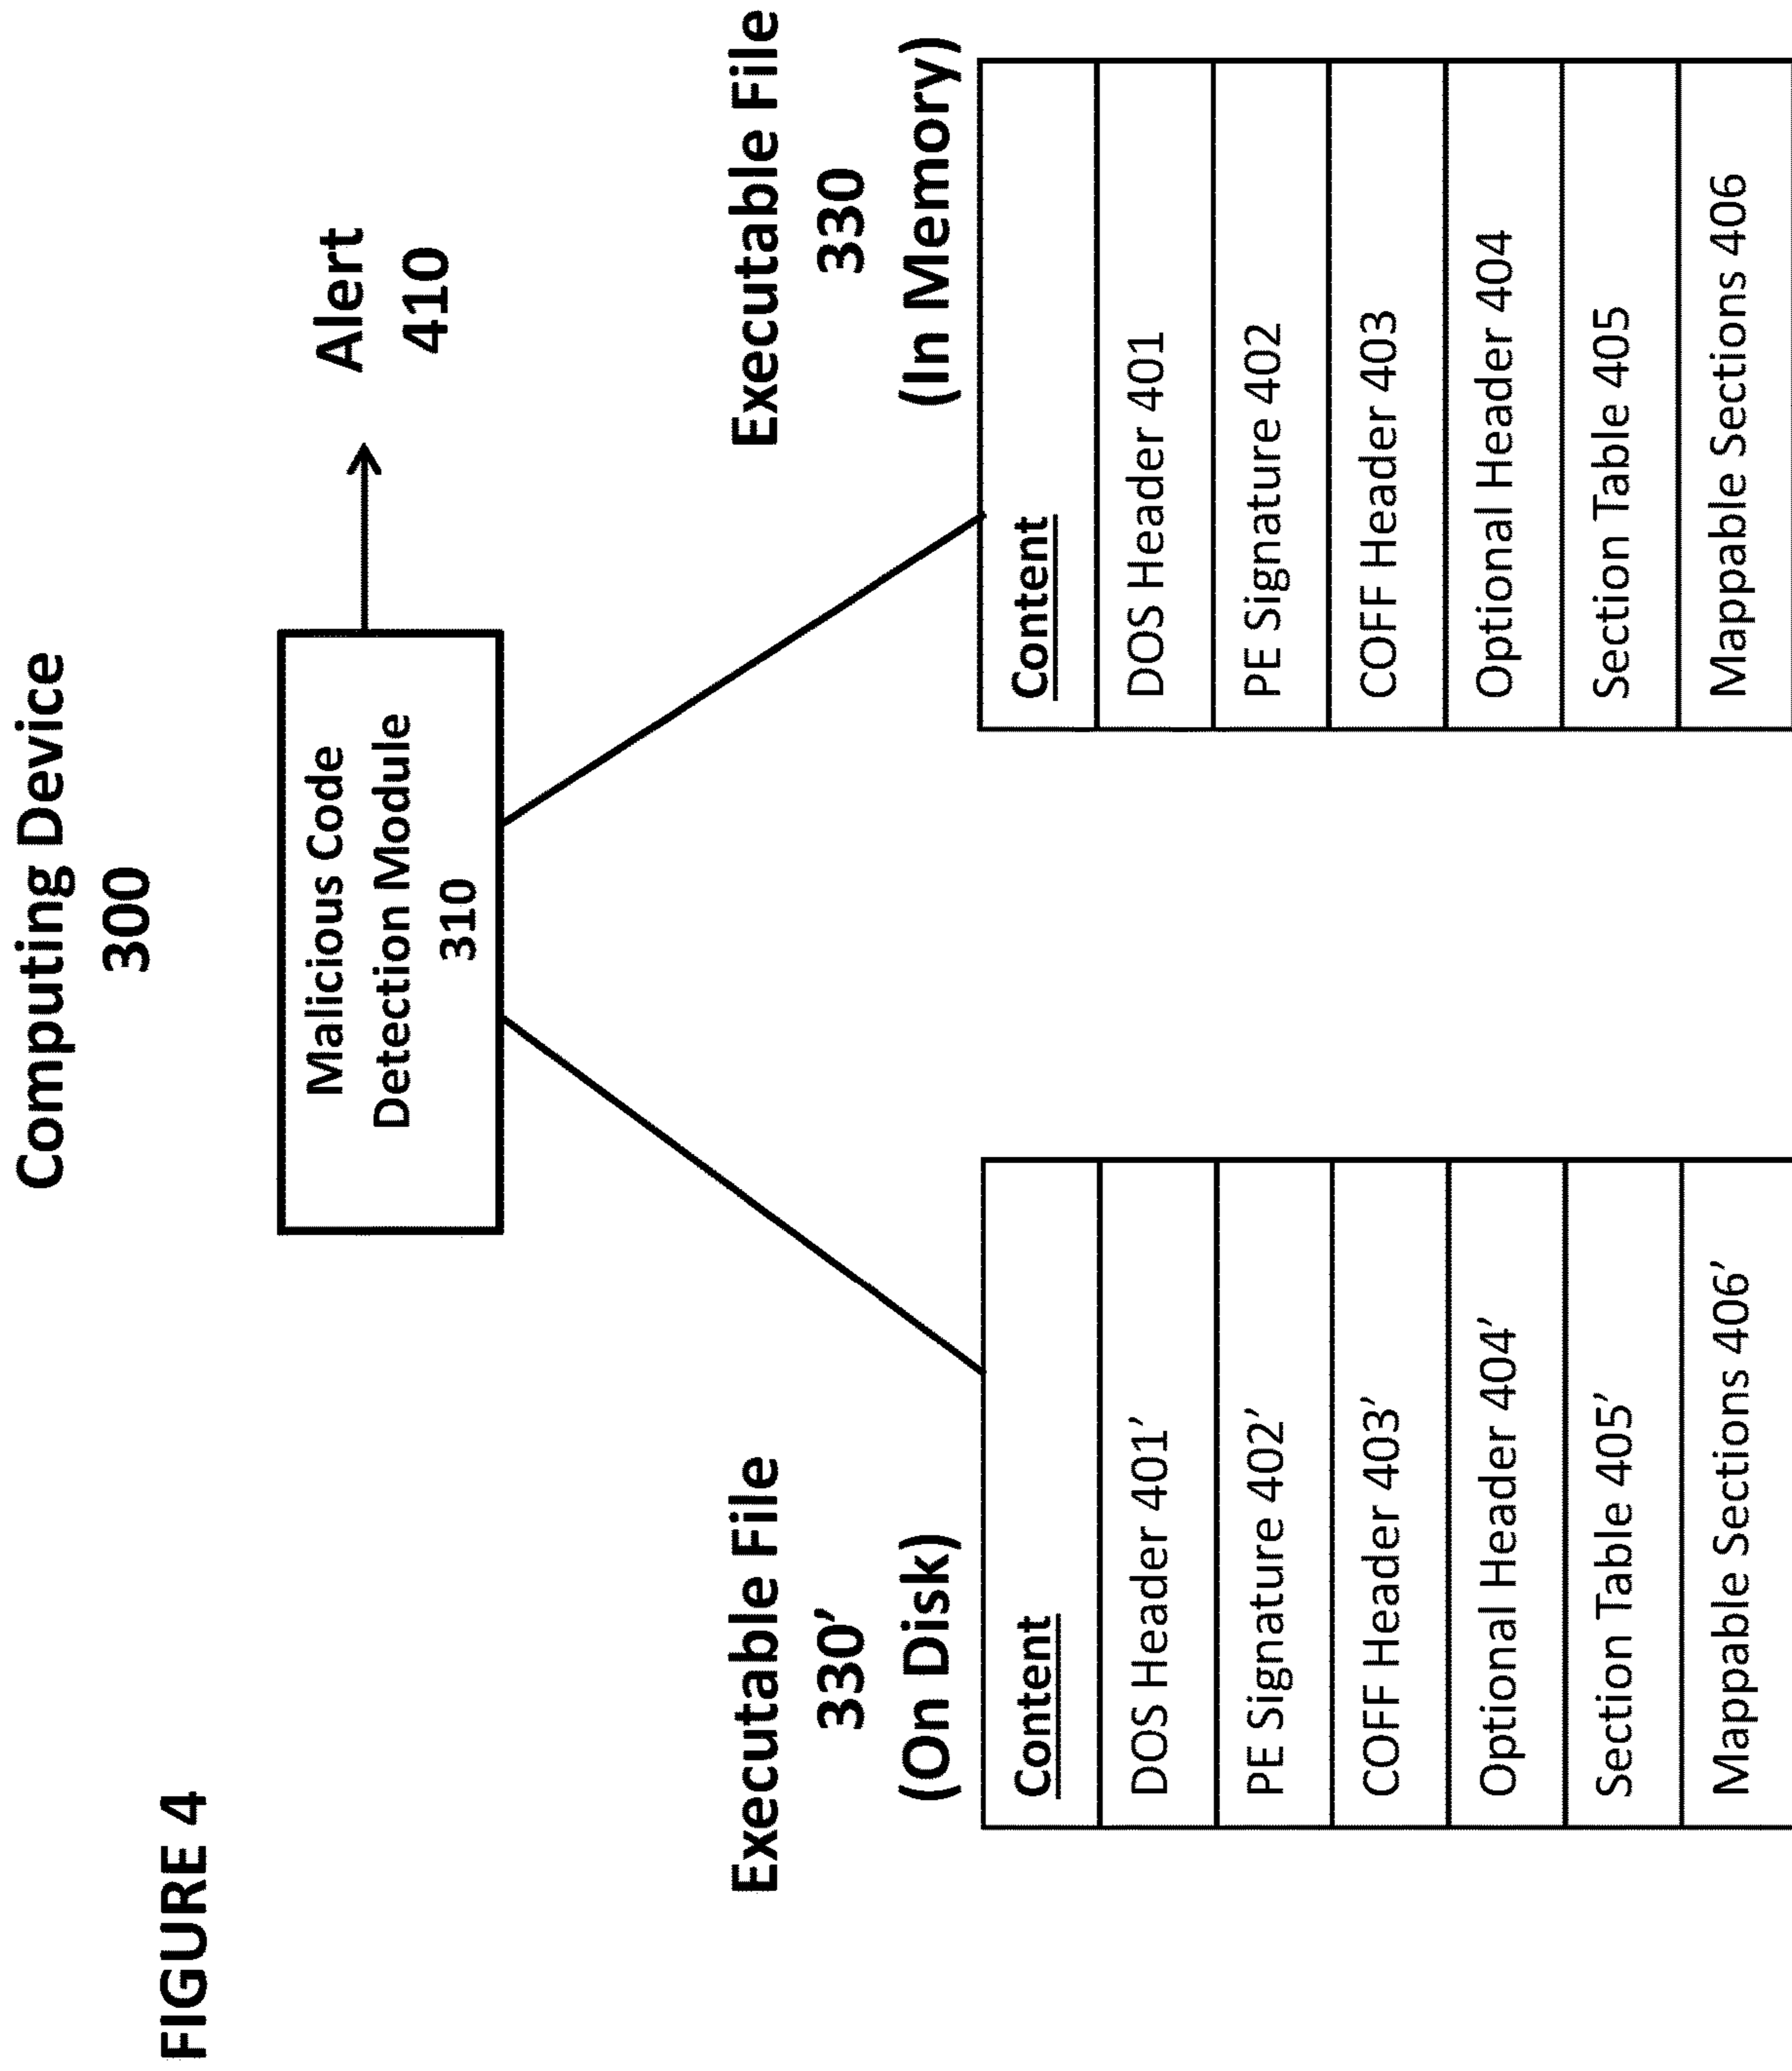 FIGURE 4
Computing Device
300
Malicious Code
Detection Module
310
Alert
410
Executable File
330’
(On Disk)
Content
DOS Header 401’
PE Signature 402’
COFF Header 403’
Optional Header 404’
Section Table 405’
Mappable Sections 406’
Executable File
330
(In Memory)
Content
DOS Header 401
PE Signature 402
COFF Header 403
Optional Header 404
Section Table 405
Mappable Sections 406